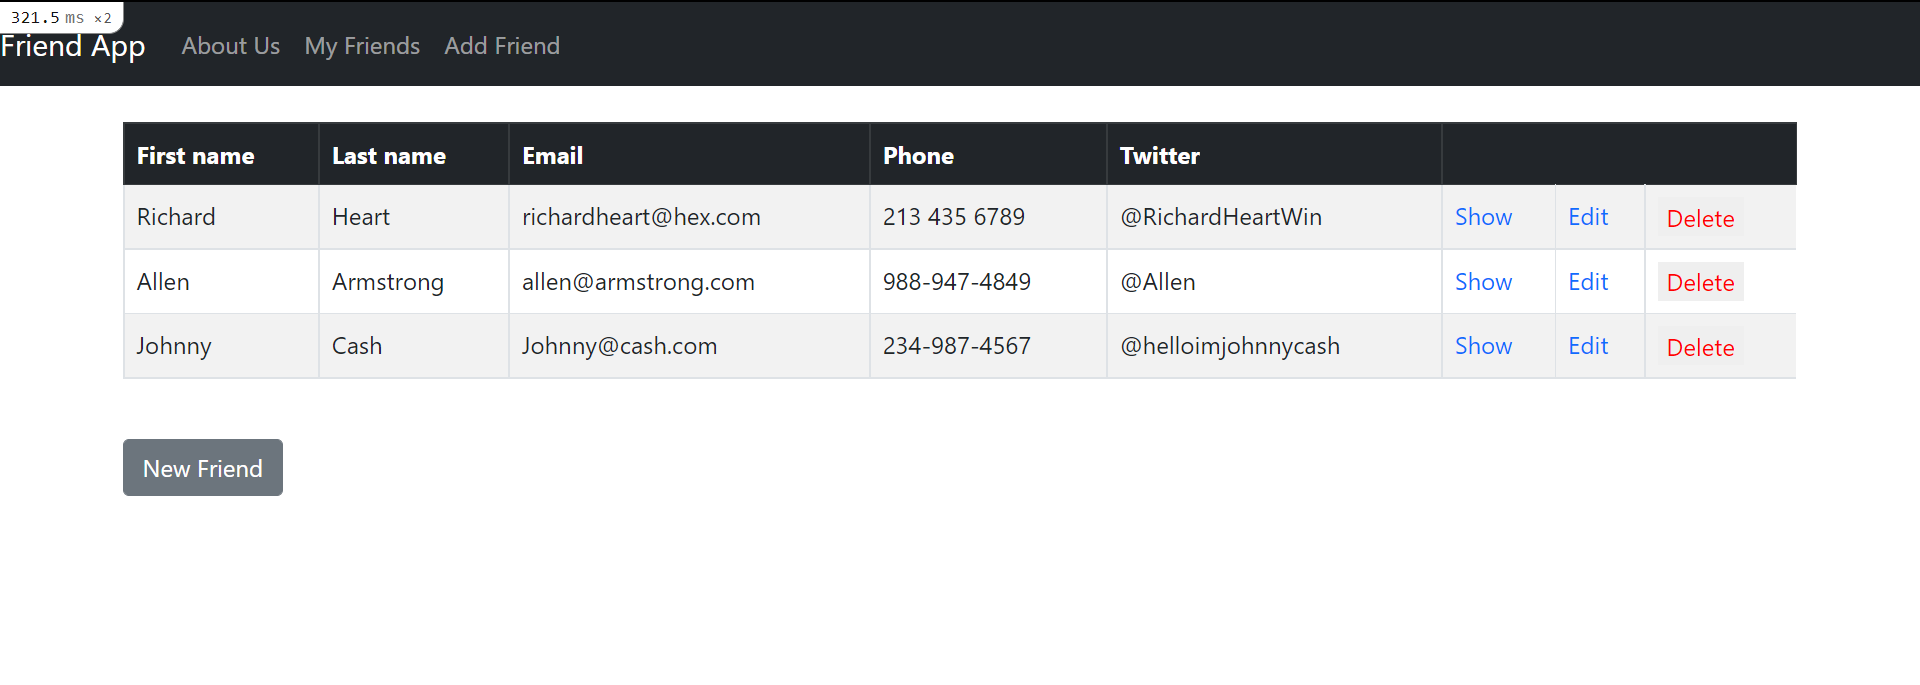 321.5 ms ×2
Friend App About Us My Friends Add Friend
First name Last name Email Phone Twitter
Richard Heart richardheart@hex.com 213 435 6789 @RichardHeartWin Show Edit Delete
Allen Armstrong allen@armstrong.com 988-947-4849 @Allen Show Edit Delete
Johnny Cash Johnny@cash.com 234-987-4567 @helloimjohnnycash Show Edit Delete
New Friend